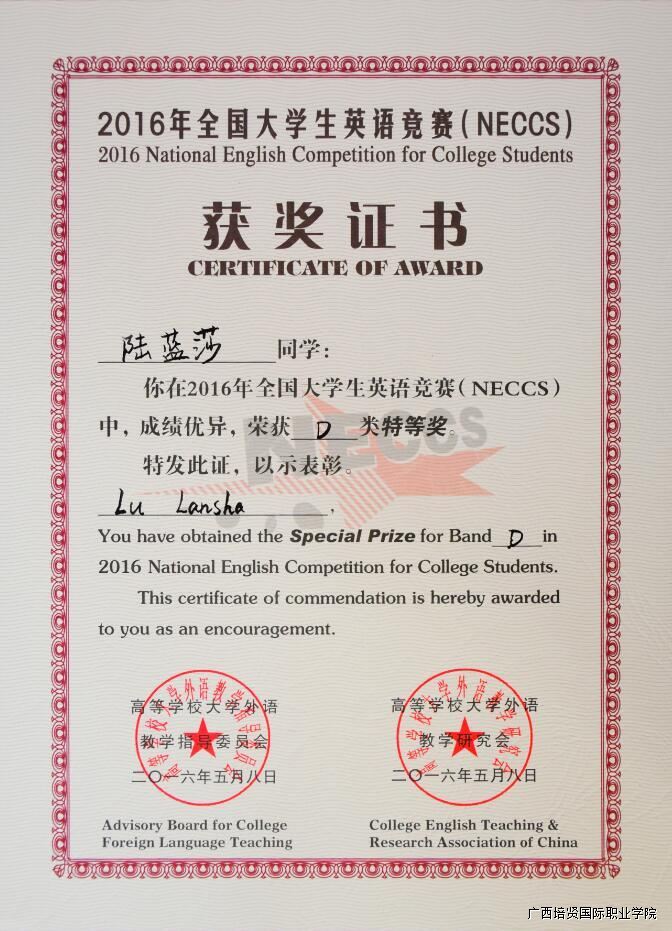 2016年全国大学生英语竞赛(NECCS)
2016 National English Competition for College Students
获奖证书
CERTIFICATE OF AWARD
陆蓝莎 同学:
你在2016年全国大学生英语竞赛(NECCS)
中,成绩优异,荣获 D 类特等奖。
特发此证,以示表彰。
NECCS
Lu Lansha ,
You have obtained the Special Prize for Band D in
2016 National English Competition for College Students.
This certificate of commendation is hereby awarded
to you as an encouragement.
高等学校大学外语
教学指导委员会
二〇一六年五月八日
Advisory Board for College
Foreign Language Teaching
高等学校大学外语
教学研究会
二〇一六年五月八日
College English Teaching &
Research Association of China
广西培贤国际职业学院